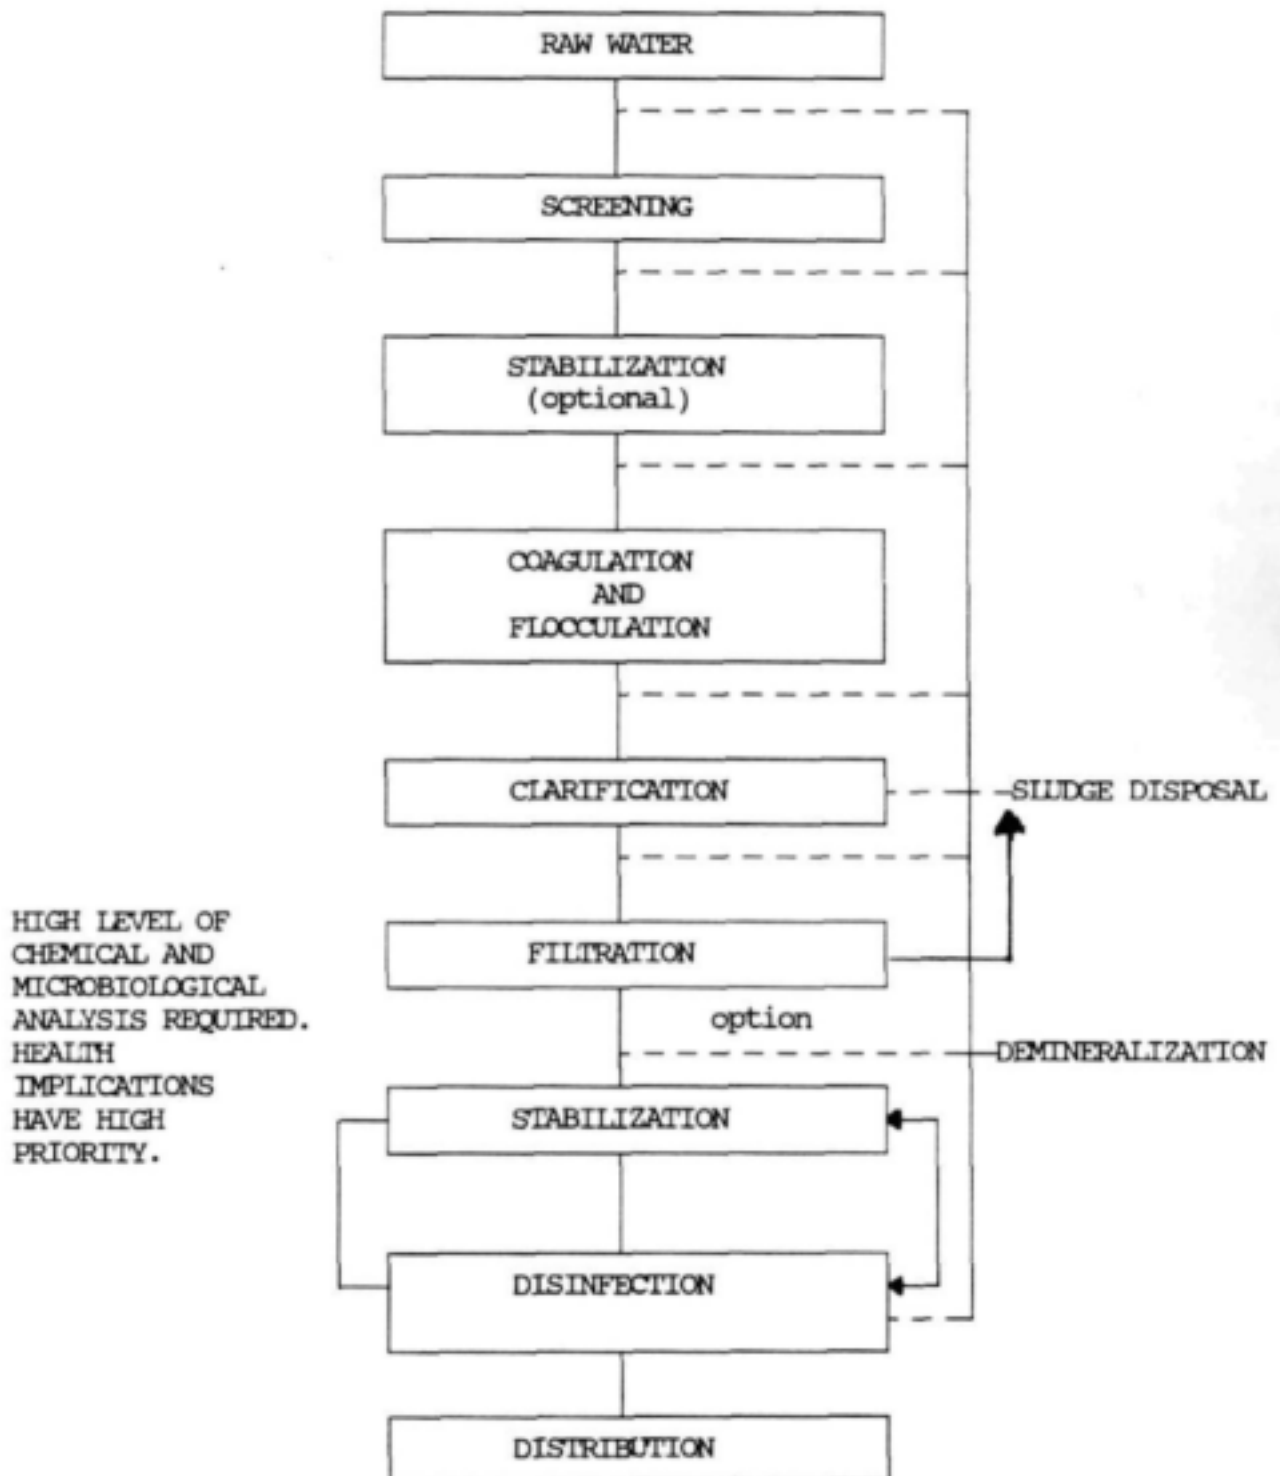 RAW WATER
SCREENING
STABILIZATION
(optional)
COAGULATION
AND
FLOCCULATION
CLARIFICATION
SLUDGE DISPOSAL
HIGH LEVEL OF
CHEMICAL AND
MICROBIOLOGICAL
ANALYSIS REQUIRED.
HEALTH
IMPLICATIONS
HAVE HIGH
PRIORITY.
FILTRATION
option
DEMINERALIZATION
STABILIZATION
DISINFECTION
DISTRIBUTION